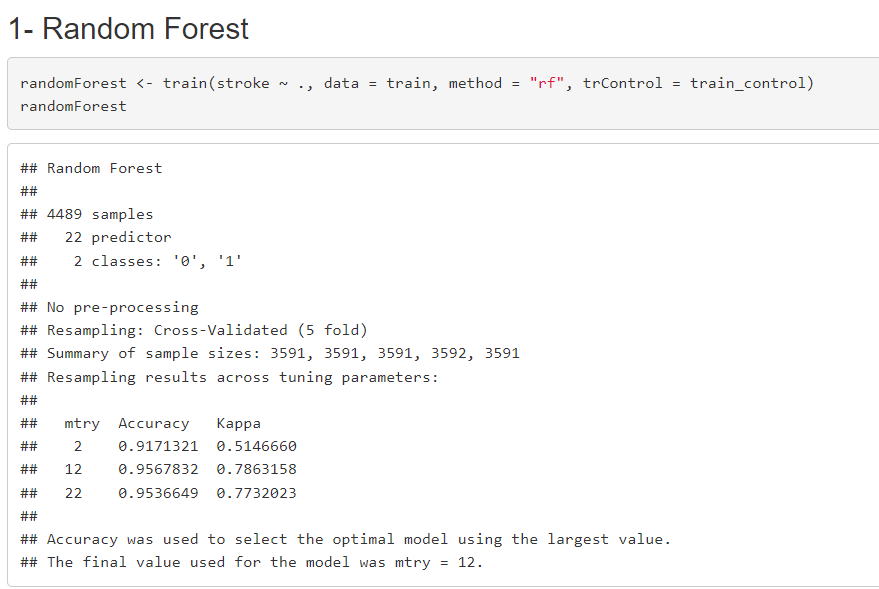 1- Random Forest
randomForest <- train(stroke ~ ., data = train, method = "rf", trControl = train_control)
randomForest
## Random Forest
##
## 4489 samples
##   22 predictor
##    2 classes: '0', '1'
##
## No pre-processing
## Resampling: Cross-Validated (5 fold)
## Summary of sample sizes: 3591, 3591, 3591, 3592, 3591
## Resampling results across tuning parameters:
##
##   mtry  Accuracy   Kappa
##    2    0.9171321  0.5146660
##   12    0.9567832  0.7863158
##   22    0.9536649  0.7732023
##
## Accuracy was used to select the optimal model using the largest value.
## The final value used for the model was mtry = 12.